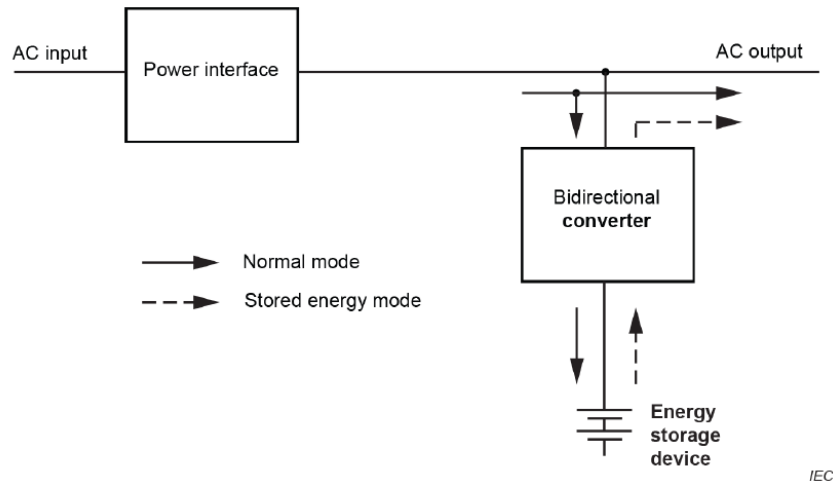 AC input
Power interface
AC output
Bidirectional
converter
Normal mode
Stored energy mode
Energy
storage
device
IEC